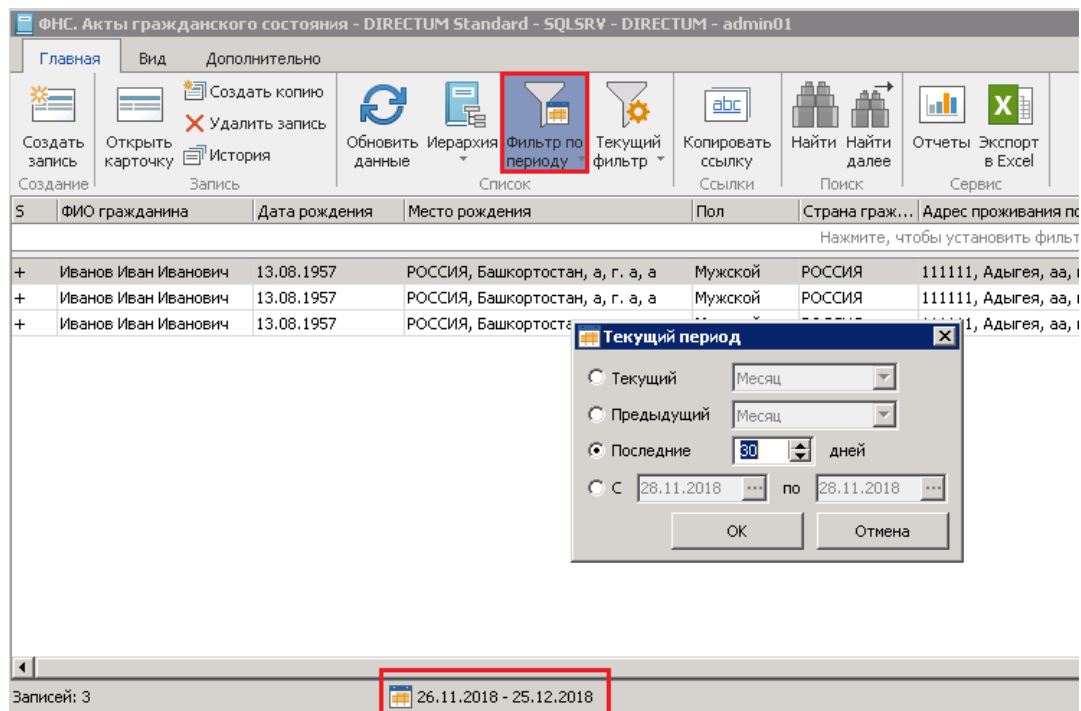 ФНС. Акты гражданского состояния - DIRECTUM Standard - SQLSRV - DIRECTUM - admin01
Главная Вид Дополнительно
Создать запись
Открыть карточку
Создать копию
Удалить запись
История
Обновить данные
Иерархия
Фильтр по периоду
Текущий фильтр
abc
Копировать ссылку
Найти
Найти далее
Отчеты
Экспорт в Excel
Создание Запись Список Ссылки Поиск Сервис
S ФИО гражданина Дата рождения Место рождения Пол Страна граж... Адрес проживания
Нажмите, чтобы установить
+ Иванов Иван Иванович 13.08.1957 РОССИЯ, Башкортостан, а, г. а, а Мужской РОССИЯ 111111, Адыгея, аа,
+ Иванов Иван Иванович 13.08.1957 РОССИЯ, Башкортостан, а, г. а, а Мужской РОССИЯ 111111, Адыгея, аа,
+ Иванов Иван Иванович 13.08.1957 РОССИЯ, Адыгея, аа,
Текущий период
Текущий Месяц
Предыдущий Месяц
Последние 30 дней
С 28.11.2018 ... по 28.11.2018 ...
ОК Отмена
Записей: 3 26.11.2018 - 25.12.2018